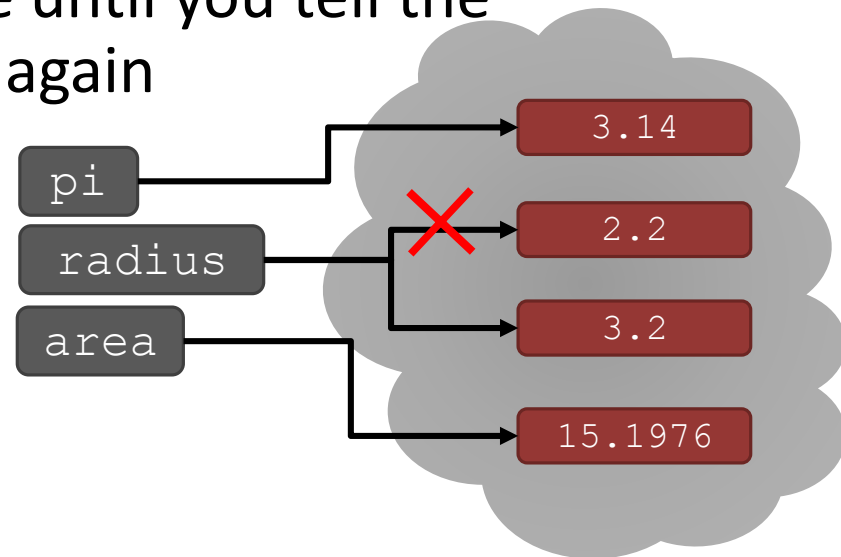 e until you tell the
again
3.14
pi
2.2
radius
3.2
area
15.1976